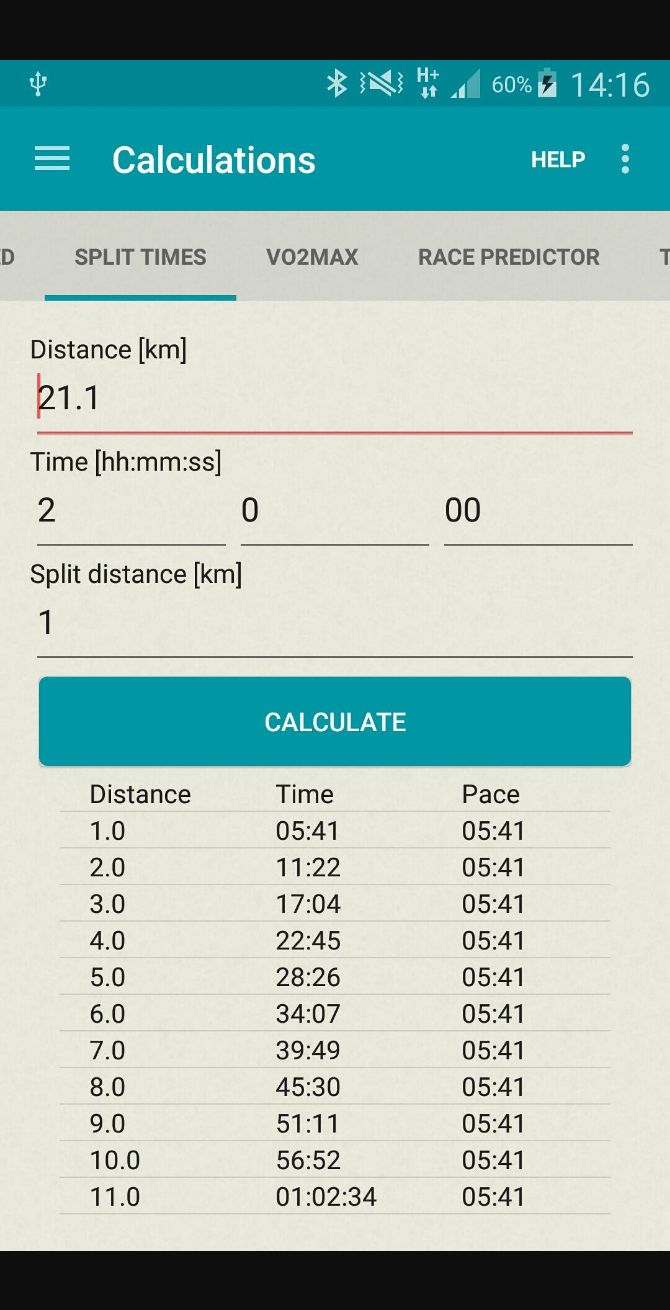 H+ 60% 14:16
Calculations HELP
ED SPLIT TIMES VO2MAX RACE PREDICTOR T
Distance [km]
21.1
Time [hh:mm:ss]
2 0 00
Split distance [km]
1
CALCULATE
Distance Time Pace
1.0 05:41 05:41
2.0 11:22 05:41
3.0 17:04 05:41
4.0 22:45 05:41
5.0 28:26 05:41
6.0 34:07 05:41
7.0 39:49 05:41
8.0 45:30 05:41
9.0 51:11 05:41
10.0 56:52 05:41
11.0 01:02:34 05:41